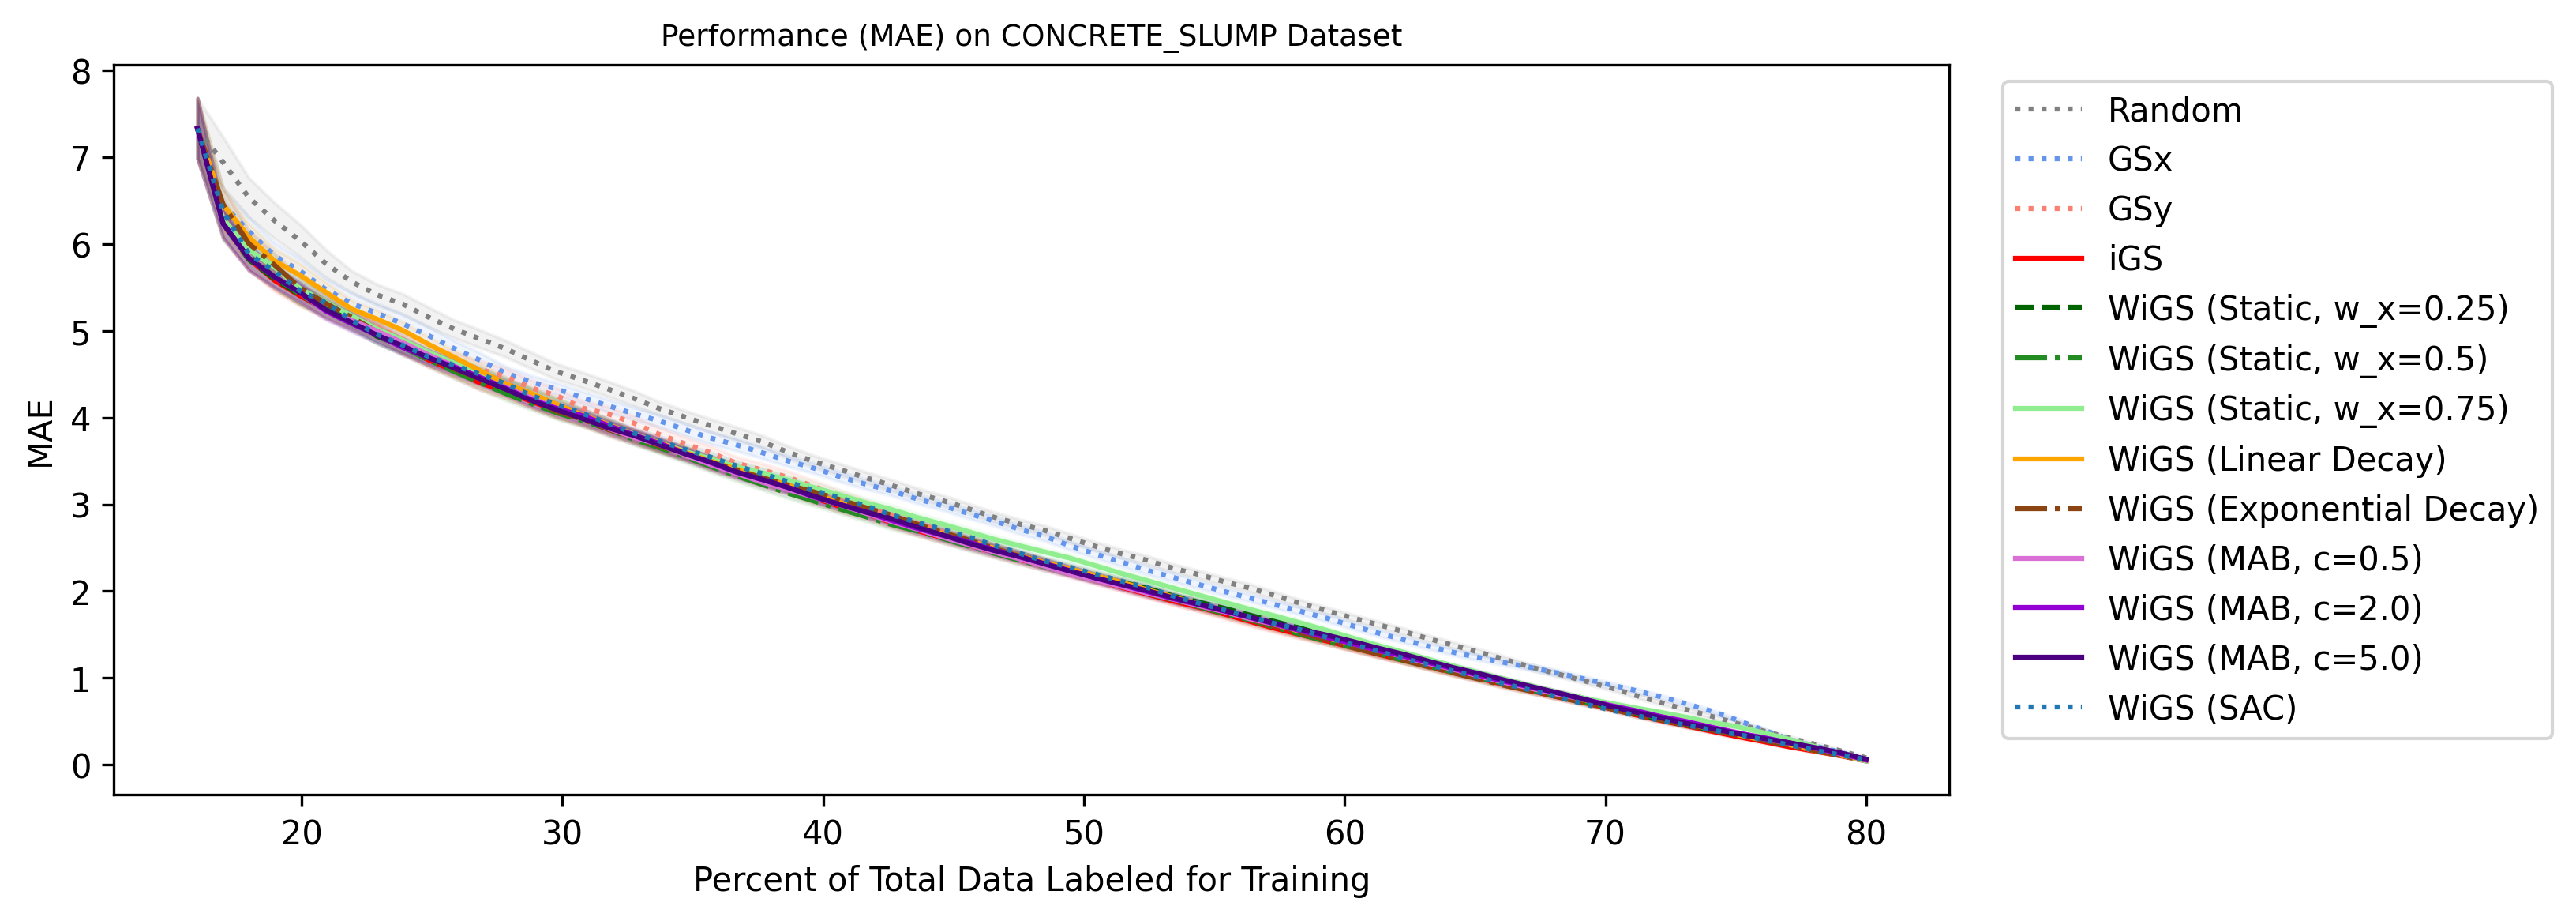 Performance (MAE) on CONCRETE_SLUMP Dataset
8
7
6
5
4
3
2
1
0
MAE
20 30 40 50 60 70 80
Percent of Total Data Labeled for Training
Random
GSx
GSy
iGS
WiGS (Static, w_x=0.25)
WiGS (Static, w_x=0.5)
WiGS (Static, w_x=0.75)
WiGS (Linear Decay)
WiGS (Exponential Decay)
WiGS (MAB, c=0.5)
WiGS (MAB, c=2.0)
WiGS (MAB, c=5.0)
WiGS (SAC)